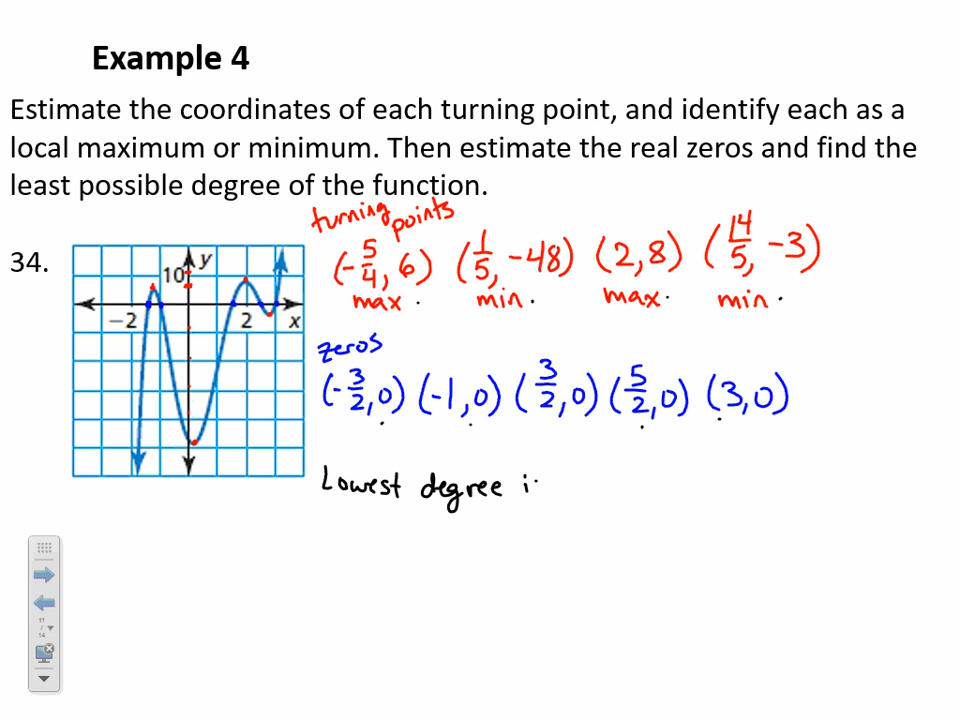 Example 4
Estimate the coordinates of each turning point, and identify each as a
local maximum or minimum. Then estimate the real zeros and find the
least possible degree of the function.
turning points
34.
(-5/4, 6) (1/5, -48) (2, 8) (14/5, -3)
max min max min
y
10
-2 2 x
zeros
(-3/2, 0) (-1, 0) (3/2, 0) (5/2, 0) (3, 0)
Lowest degree i
11
/
14